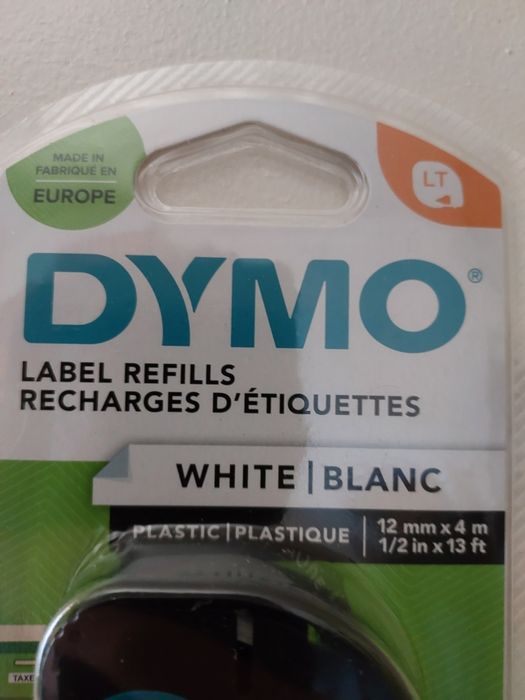 MADE IN
FABRIQUÉ EN
EUROPE
LT
DYMO®
LABEL REFILLS
RECHARGES D'ÉTIQUETTES
WHITE | BLANC
PLASTIC | PLASTIQUE
12 mm x 4 m
1/2 in x 13 ft
TAXE